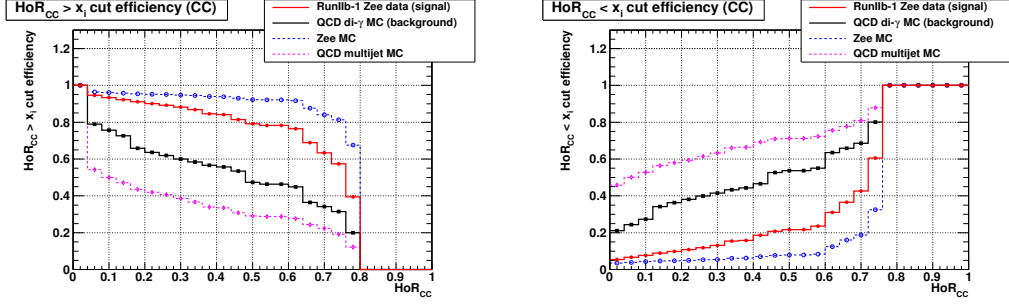 HoR_CC > x_i cut efficiency (CC)
RunIIb-1 Zee data (signal)
QCD di-γ MC (background)
Zee MC
QCD multijet MC
HoR_CC > x_i cut efficiency
1
0.8
0.6
0.4
0.2
0
0 0.1 0.2 0.3 0.4 0.5 0.6 0.7 0.8 0.9 1
HoR_CC
HoR_CC < x_i cut efficiency (CC)
RunIIb-1 Zee data (signal)
QCD di-γ MC (background)
Zee MC
QCD multijet MC
HoR_CC < x_i cut efficiency
1
0.8
0.6
0.4
0.2
0
0 0.1 0.2 0.3 0.4 0.5 0.6 0.7 0.8 0.9 1
HoR_CC